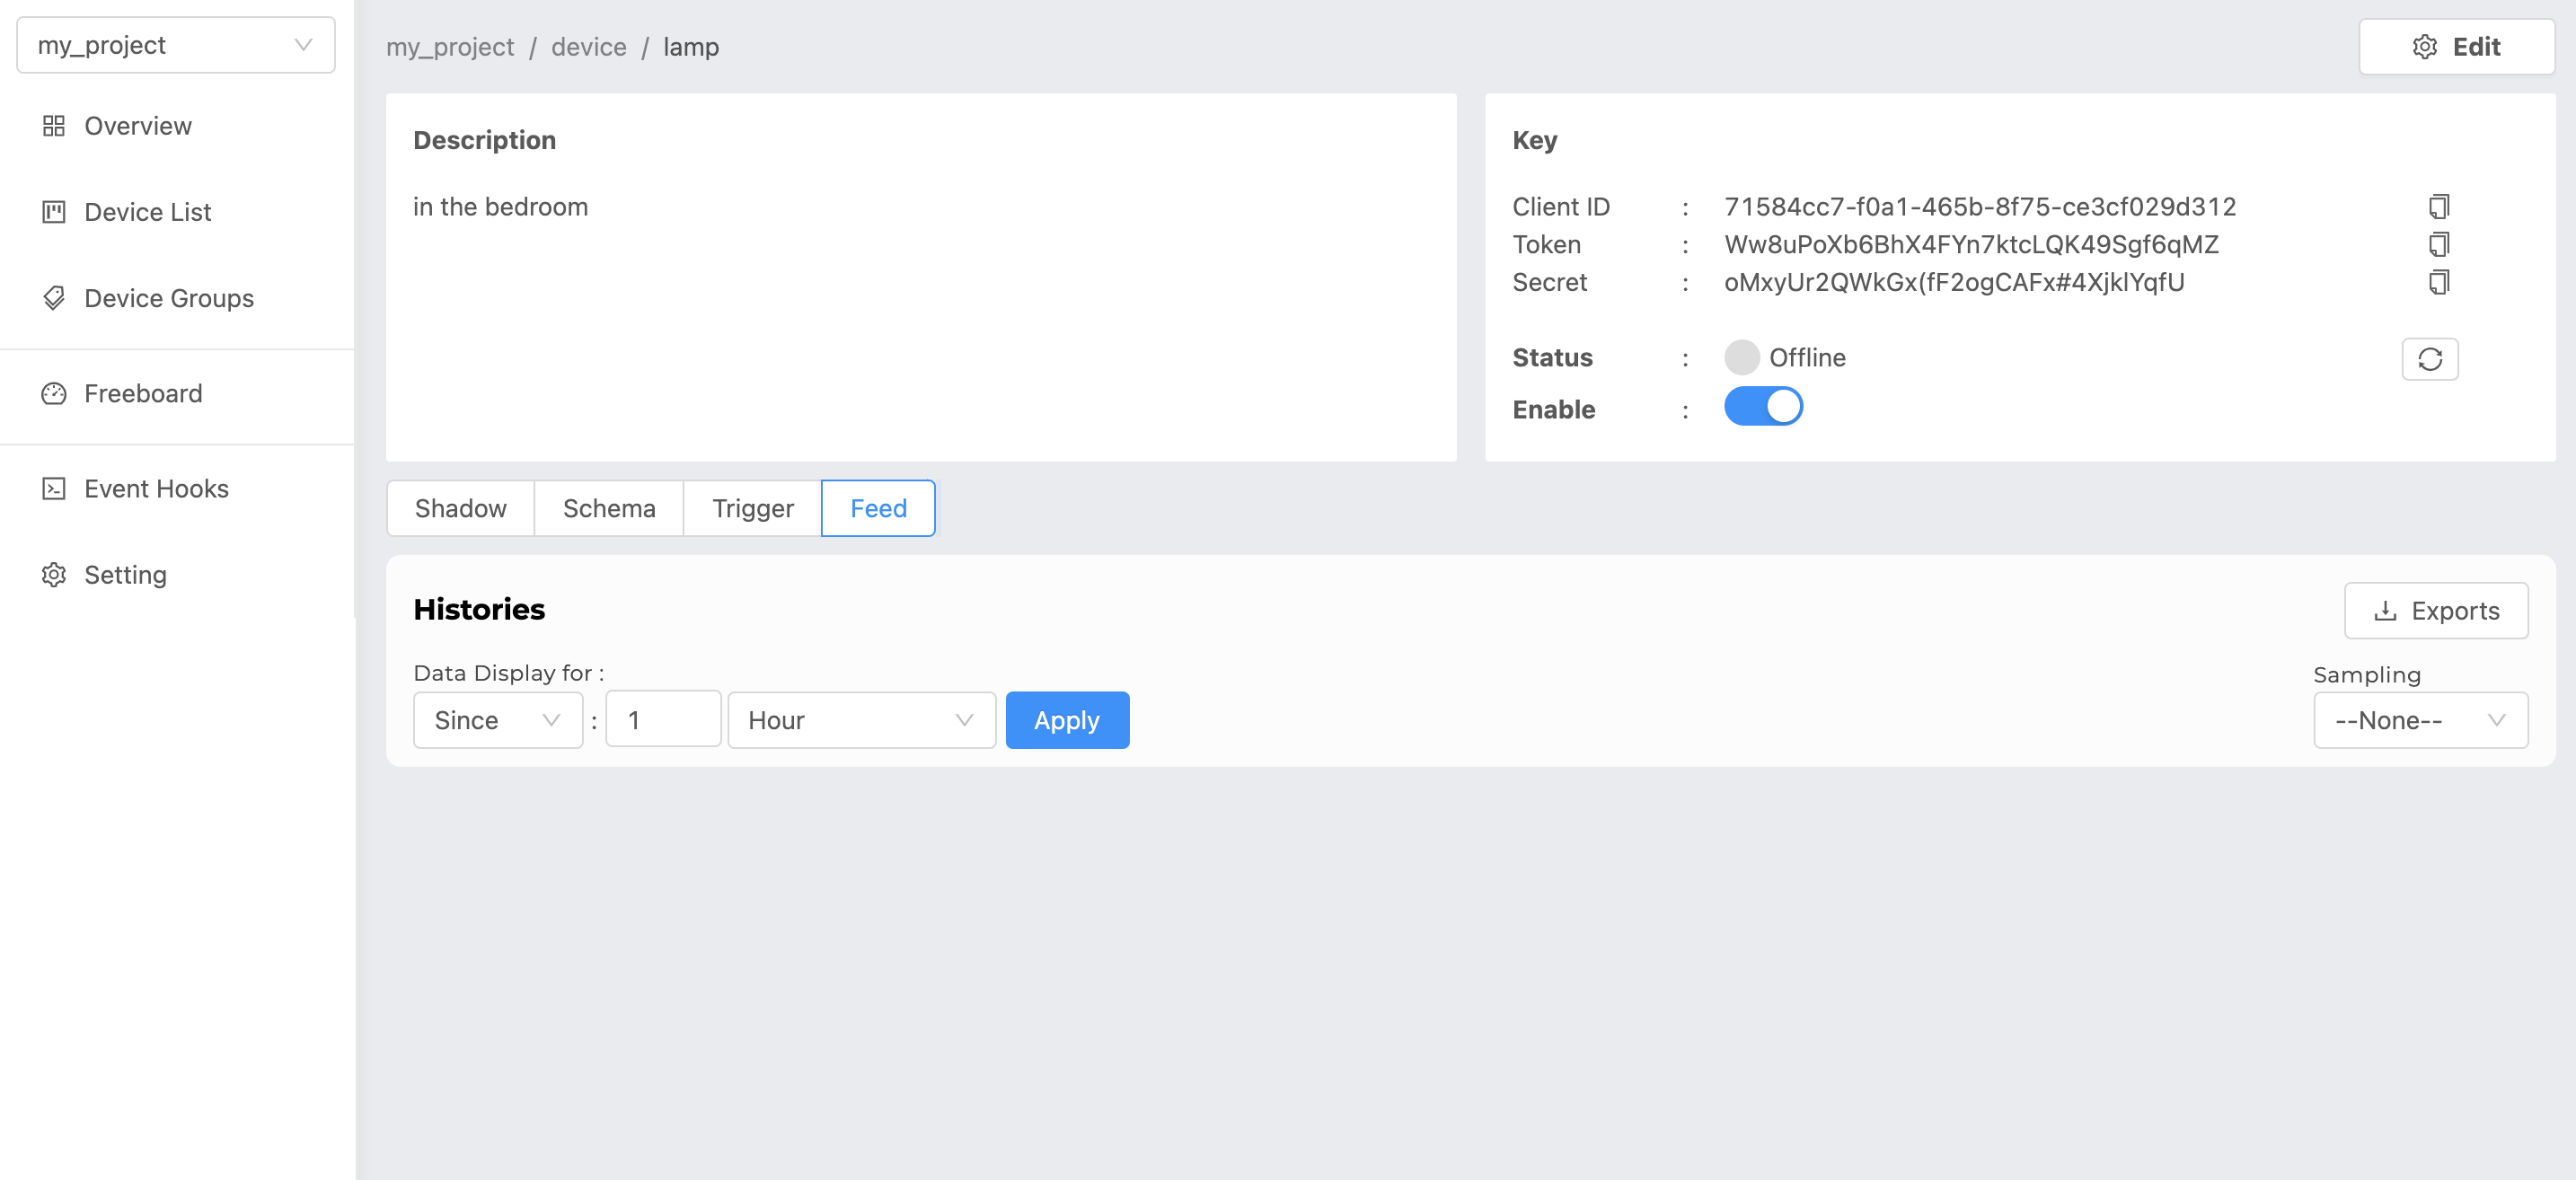 my_project
Overview
Device List
Device Groups
Freeboard
Event Hooks
Setting
my_project / device / lamp
Edit
Description
in the bedroom
Key
Client ID : 71584cc7-f0a1-465b-8f75-ce3cf029d312
Token : Ww8uPoXb6BhX4FYn7ktcLQK49Sgf6qMZ
Secret : oMxyUr2QWkGx(fF2ogCAFx#4XjklYqfU
Status : Offline
Enable :
Shadow Schema Trigger Feed
Histories
Exports
Data Display for :
Sampling
Since : 1 Hour Apply
--None--